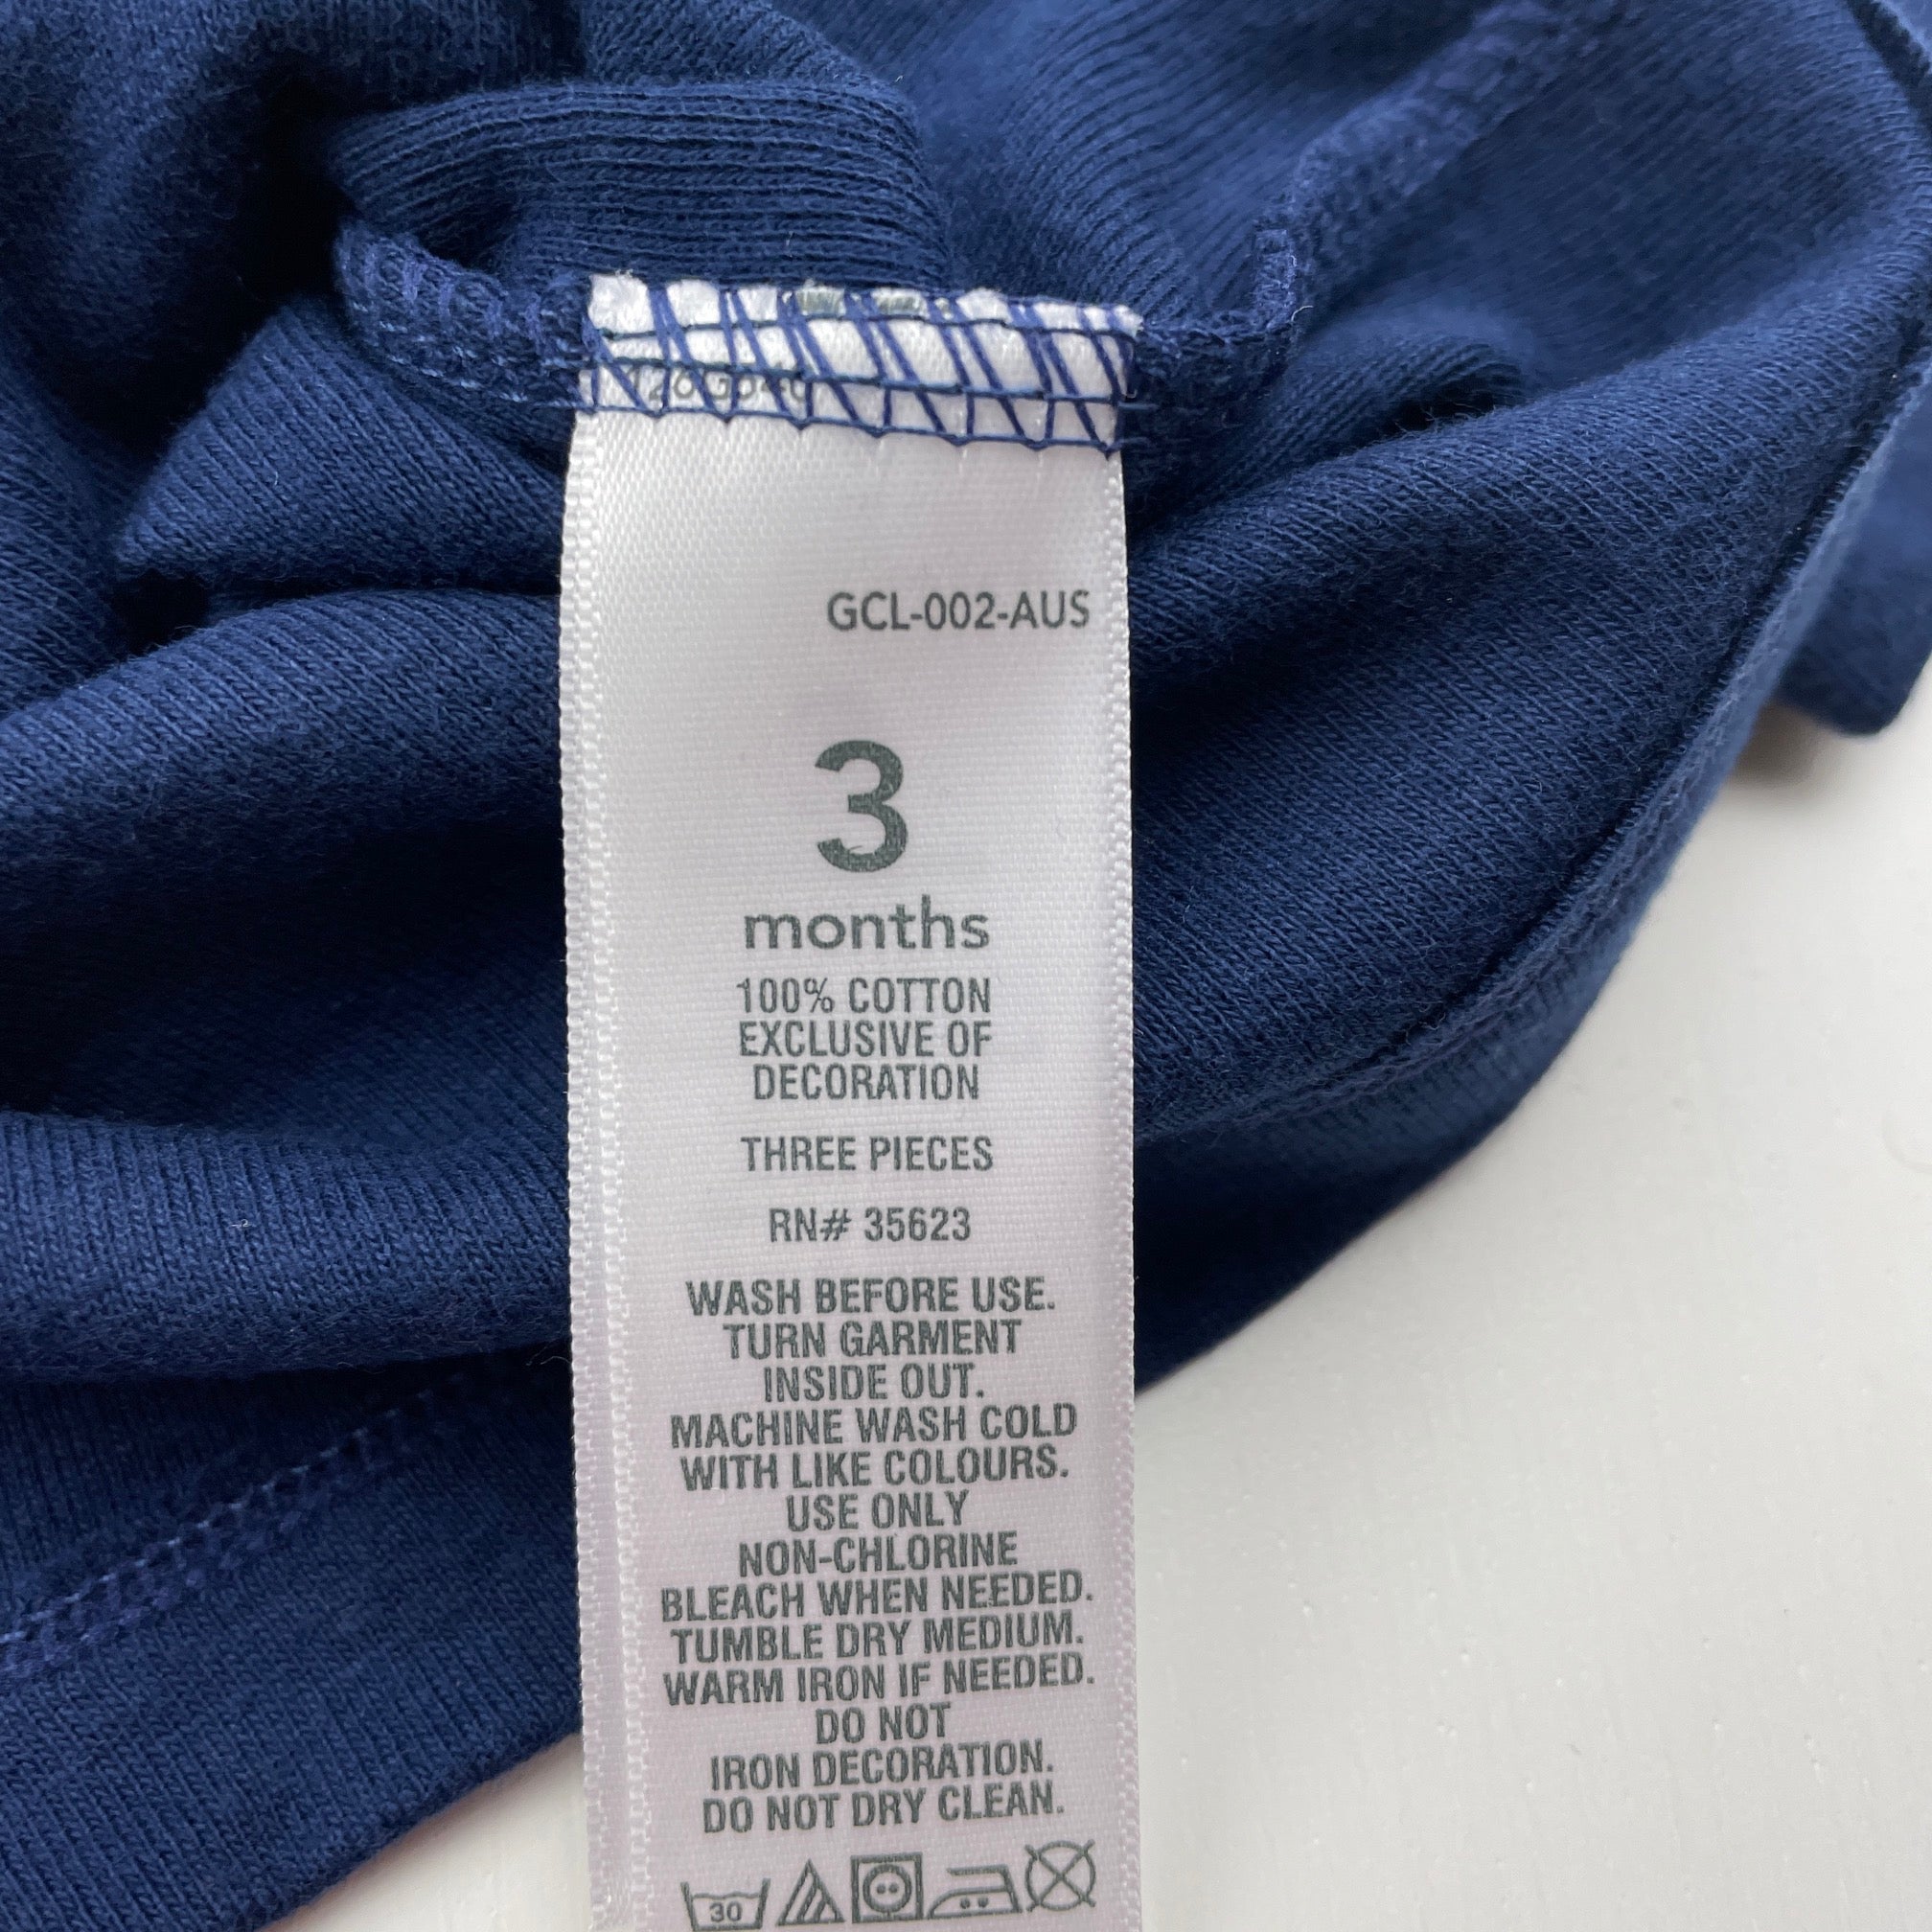 GCL-002-AUS
3
months
100% COTTON
EXCLUSIVE OF
DECORATION
THREE PIECES
RN# 35623
WASH BEFORE USE.
TURN GARMENT
INSIDE OUT.
MACHINE WASH COLD
WITH LIKE COLOURS.
USE ONLY
NON-CHLORINE
BLEACH WHEN NEEDED.
TUMBLE DRY MEDIUM.
WARM IRON IF NEEDED.
DO NOT
IRON DECORATION.
DO NOT DRY CLEAN.
30